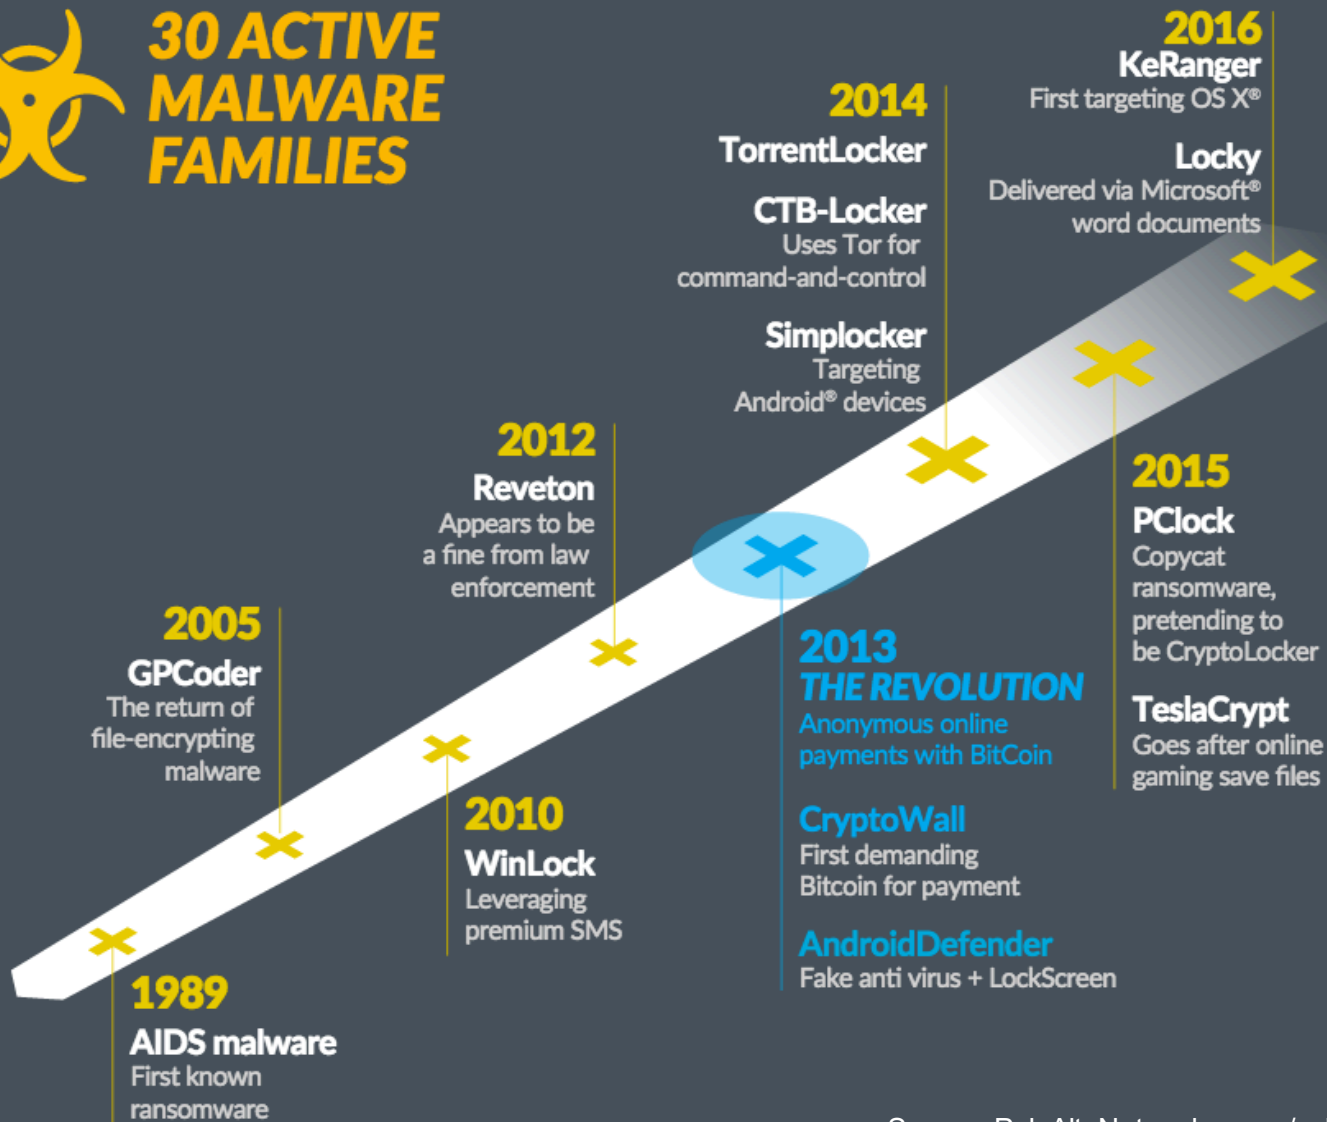 30 ACTIVE
MALWARE
FAMILIES
1989
AIDS malware
First known
ransomware
2005
GPCoder
The return of
file-encrypting
malware
2010
WinLock
Leveraging
premium SMS
2012
Reveton
Appears to be
a fine from law
enforcement
2013
THE REVOLUTION
Anonymous online
payments with BitCoin
CryptoWall
First demanding
Bitcoin for payment
AndroidDefender
Fake anti virus + LockScreen
2014
TorrentLocker
CTB-Locker
Uses Tor for
command-and-control
Simplocker
Targeting
Android® devices
2015
PClock
Copycat
ransomware,
pretending to
be CryptoLocker
TeslaCrypt
Goes after online
gaming save files
2016
KeRanger
First targeting OS X®
Locky
Delivered via Microsoft®
word documents